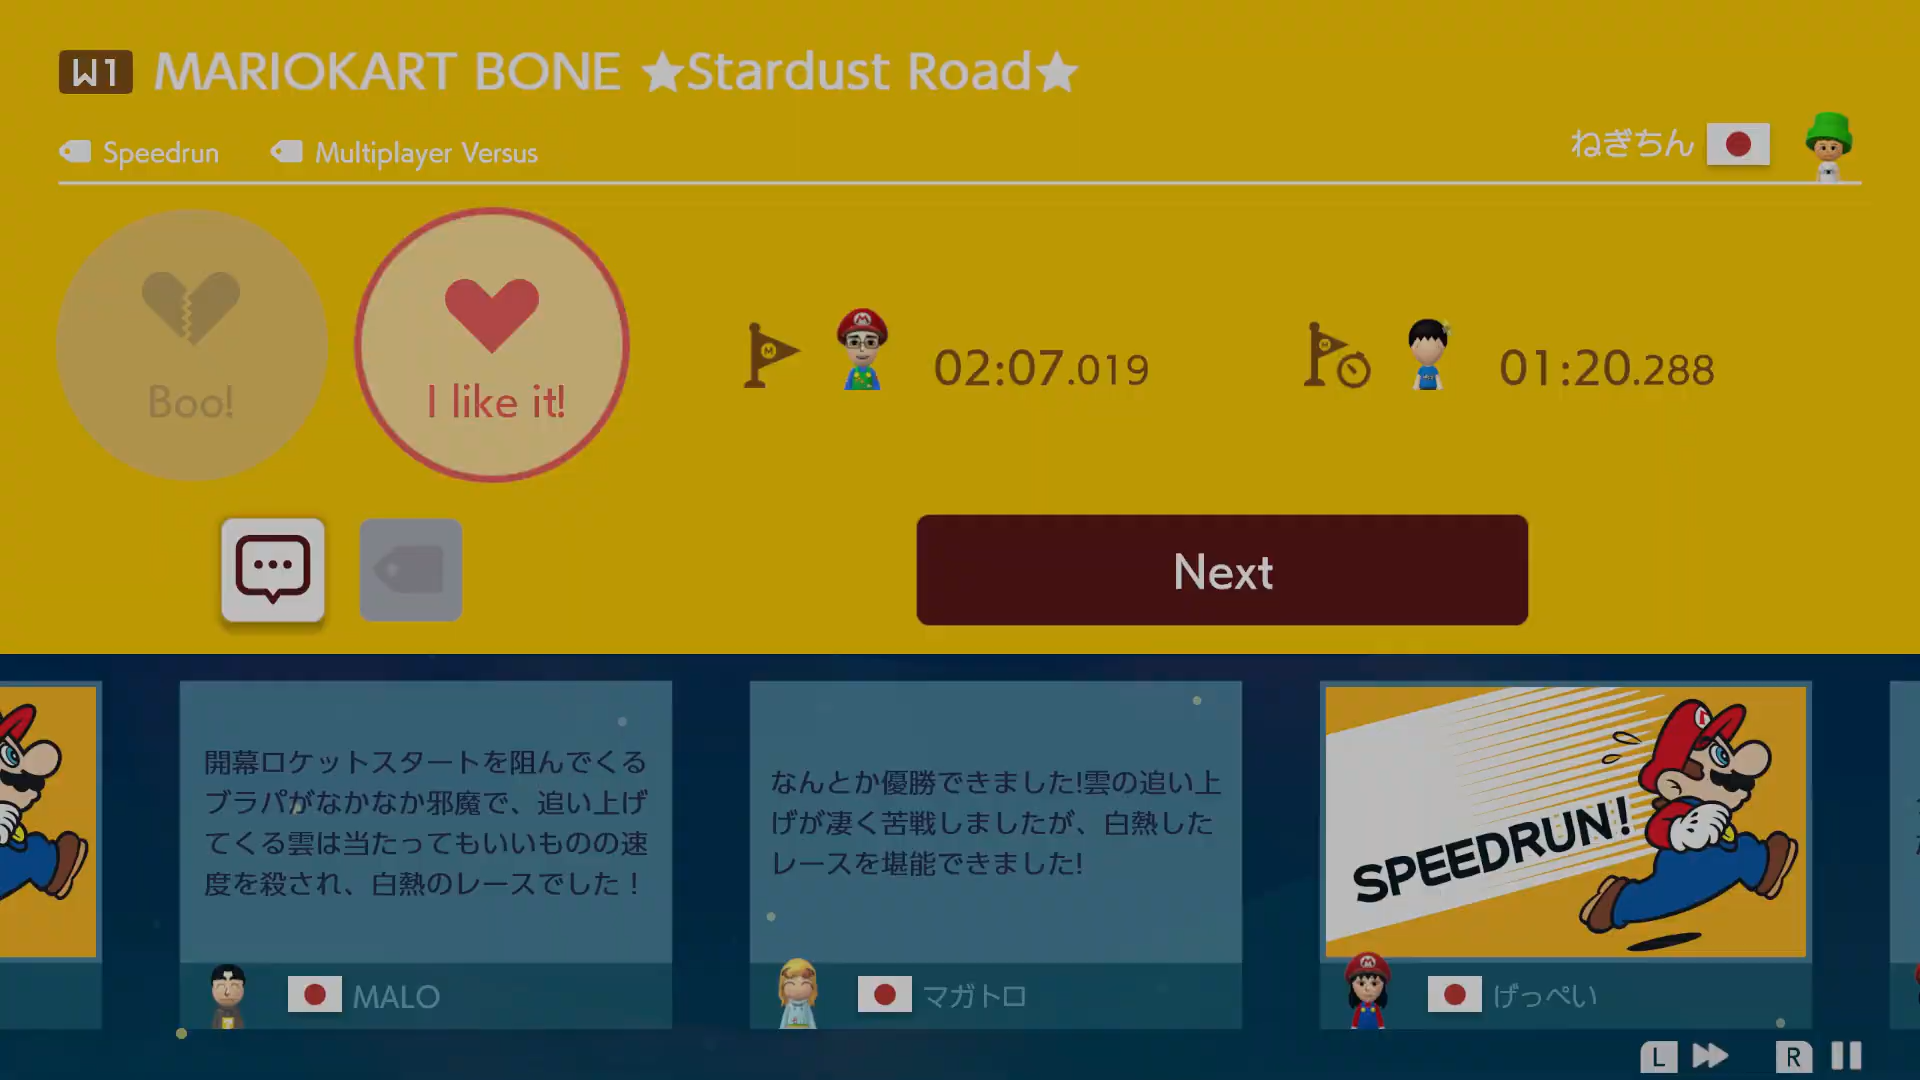 W1 MARIOKART BONE ★Stardust Road★
Speedrun Multiplayer Versus
ねぎちん
Boo!
I like it!
02:07.019
01:20.288
Next
開幕ロケットスタートを阻んでくる
ブラパがなかなか邪魔で、追い上げ
てくる雲は当たってもいいものの速
度を殺され、白熱のレースでした！
MALO
なんとか優勝できました!雲の追い上
げが凄く苦戦しましたが、白熱した
レースを堪能できました!
マガトロ
SPEEDRUN!
げっぺい
L R